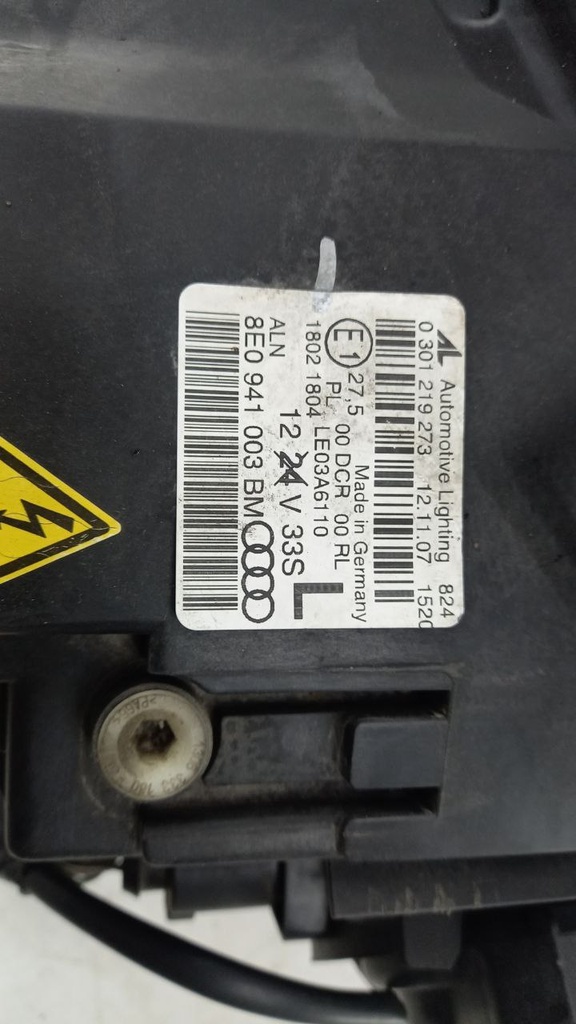 AL Automotive Lighting 824
0 301 219 273 12.11.07 1520
Made in Germany
E1 27,5 00 DCR 00 RL
PL
1802 1804 LE03A6110
L
12 24 V 33S
ALN
8E0 941 003 BM